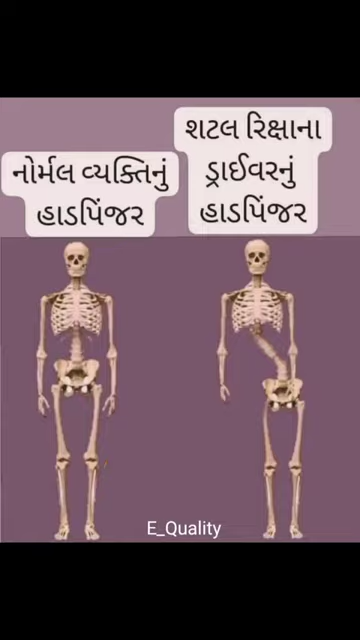 નોર્મલ વ્યક્તિનું
હાડપિંજર
શટલ રિક્ષાના
ડ્રાઈવરનું
હાડપિંજર
E_Quality